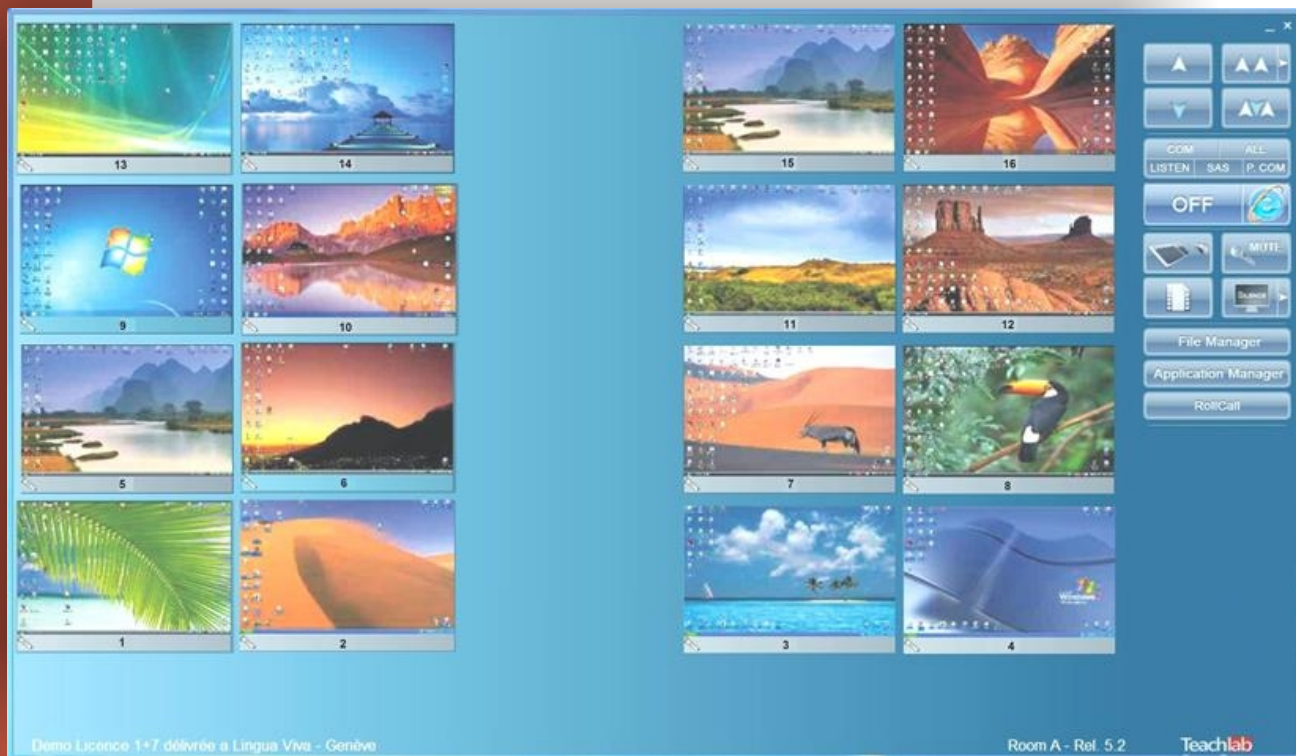 13
14
15
16
9
10
11
12
5
6
7
8
1
2
3
4
COM ALL
LISTEN SAS P. COM
OFF
MUTE
SILENCE
File Manager
Application Manager
RollCall
Windows
Demo Licence 1+7 délivrée a Lingua Viva - Genève
Room A - Rel. 5.2
Teachlab